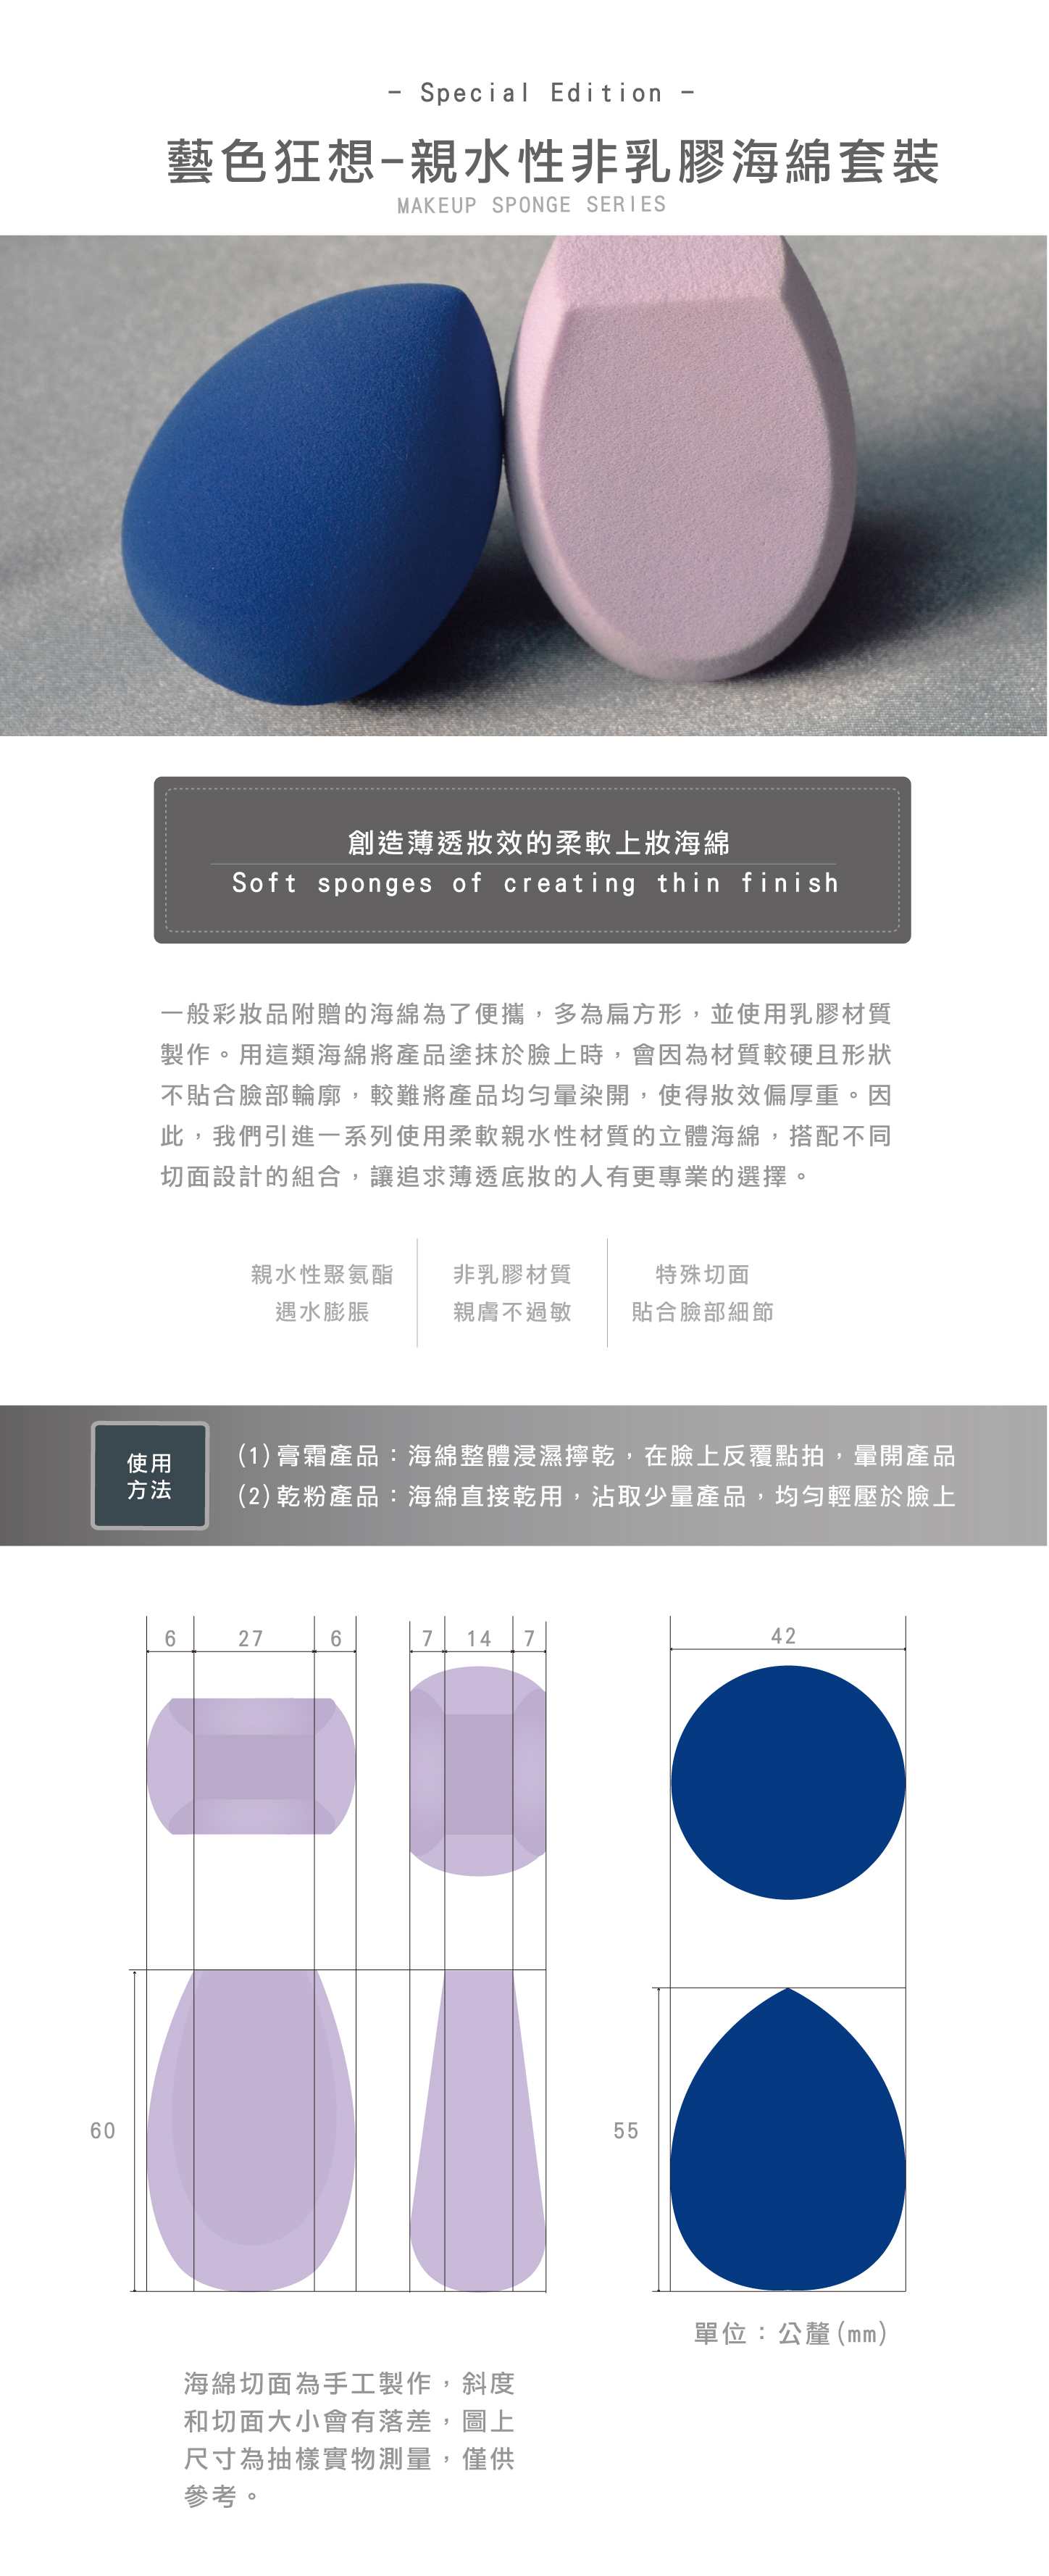 - Special Edition -
藝色狂想-親水性非乳膠海綿套裝
MAKEUP SPONGE SERIES
創造薄透妝效的柔軟上妝海綿
Soft sponges of creating thin finish
一般彩妝品附贈的海綿為了便攜，多為扁方形，並使用乳膠材質
製作。用這類海綿將產品塗抹於臉上時，會因為材質較硬且形狀
不貼合臉部輪廓，較難將產品均勻暈染開，使得妝效偏厚重。因
此，我們引進一系列使用柔軟親水性材質的立體海綿，搭配不同
切面設計的組合，讓追求薄透底妝的人有更專業的選擇。
親水性聚氨酯
遇水膨脹
非乳膠材質
親膚不過敏
特殊切面
貼合臉部細節
使用
方法
(1)膏霜產品：海綿整體浸濕擰乾，在臉上反覆點拍，暈開產品
(2)乾粉產品：海綿直接乾用，沾取少量產品，均勻輕壓於臉上
6 27 6 7 14 7 42
60 55
單位：公釐(mm)
海綿切面為手工製作，斜度
和切面大小會有落差，圖上
尺寸為抽樣實物測量，僅供
參考。